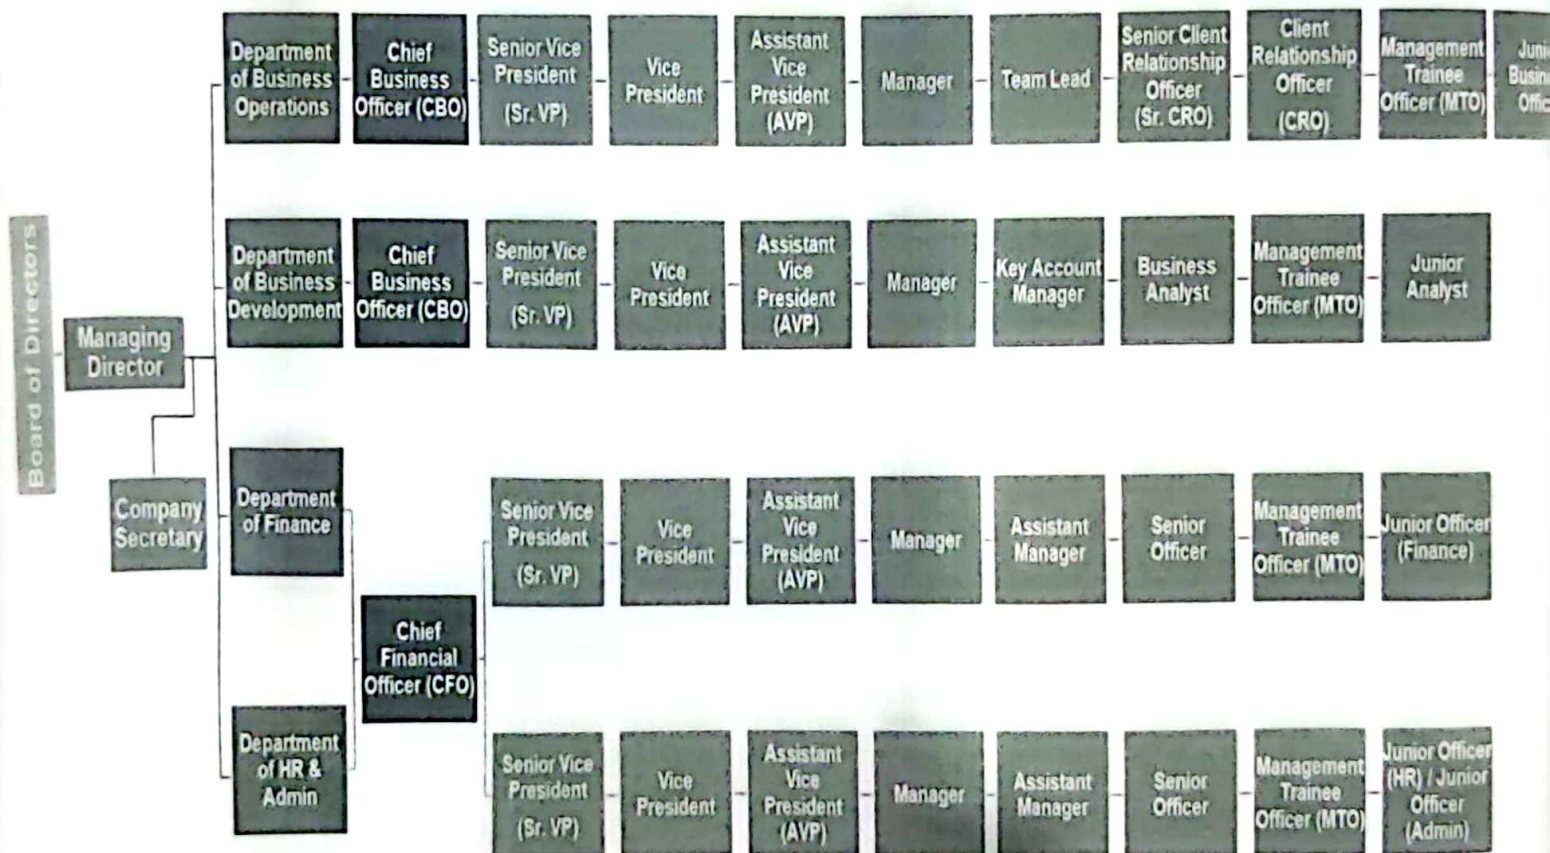 Board of Directors
Managing
Director
Company
Secretary
Department
of Business
Operations
Chief
Business
Officer (CBO)
Senior Vice
President
(Sr. VP)
Vice
President
Assistant
Vice
President
(AVP)
Manager
Team Lead
Senior Client
Relationship
Officer
(Sr. CRO)
Client
Relationship
Officer
(CRO)
Management
Trainee
Officer (MTO)
Department
of Business
Development
Chief
Business
Officer (CBO)
Senior Vice
President
(Sr. VP)
Vice
President
Assistant
Vice
President
(AVP)
Manager
Key Account
Manager
Business
Analyst
Management
Trainee
Officer (MTO)
Junior
Analyst
Department
of Finance
Department
of HR &
Admin
Chief
Financial
Officer (CFO)
Senior Vice
President
(Sr. VP)
Vice
President
Assistant
Vice
President
(AVP)
Manager
Assistant
Manager
Senior
Officer
Management
Trainee
Officer (MTO)
Junior Officer
(Finance)
Senior Vice
President
(Sr. VP)
Vice
President
Assistant
Vice
President
(AVP)
Manager
Assistant
Manager
Senior
Officer
Management
Trainee
Officer (MTO)
Junior Officer
(HR) / Junior
Officer
(Admin)